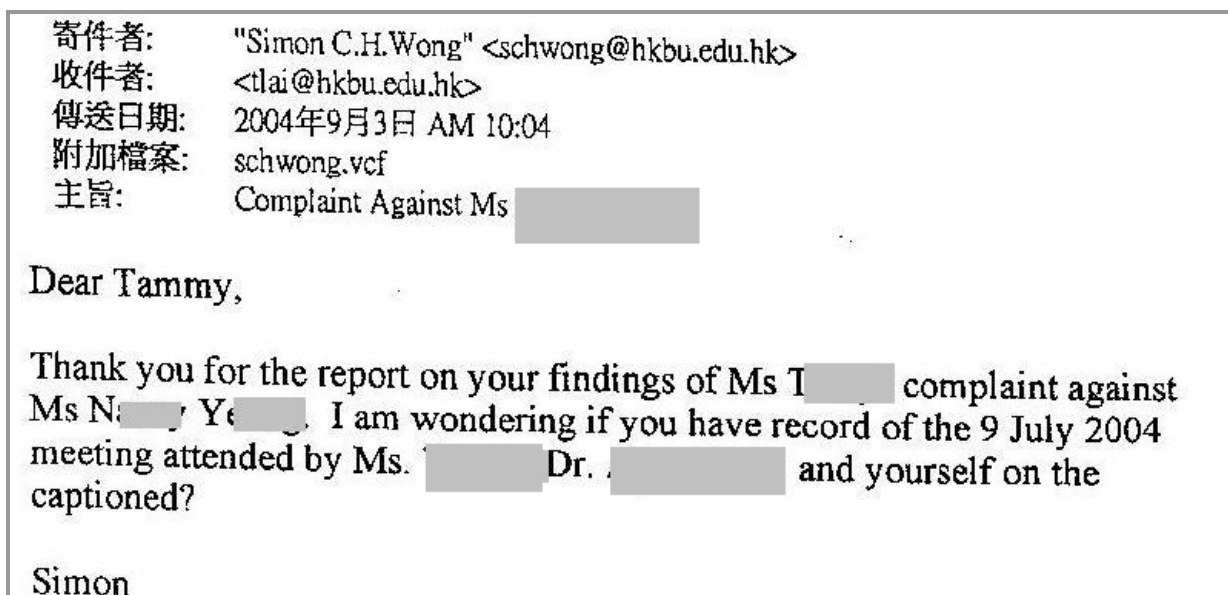 寄件者: "Simon C.H.Wong" <schwong@hkbu.edu.hk>
收件者: <tlai@hkbu.edu.hk>
傳送日期: 2004年9月3日 AM 10:04
附加檔案: schwong.vcf
主旨: Complaint Against Ms
Dear Tammy,
Thank you for the report on your findings of Ms T complaint against
Ms I am wondering if you have record of the 9 July 2004
meeting attended by Ms. Dr. and yourself on the
captioned?
Simon